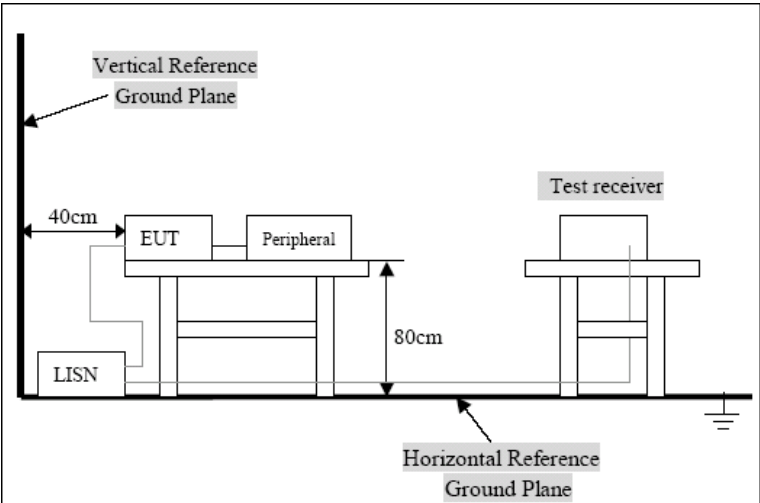 Vertical Reference
Ground Plane
Test receiver
40cm
EUT
Peripheral
80cm
LISN
Horizontal Reference
Ground Plane